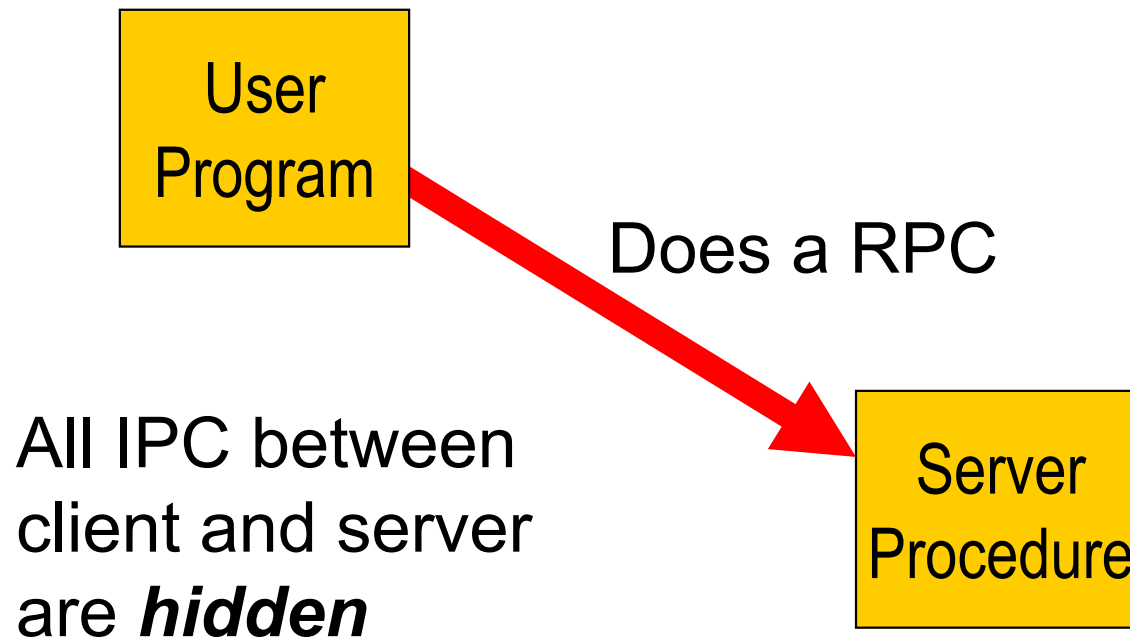 User
Program
Does a RPC
All IPC between
client and server
are hidden
Server
Procedure